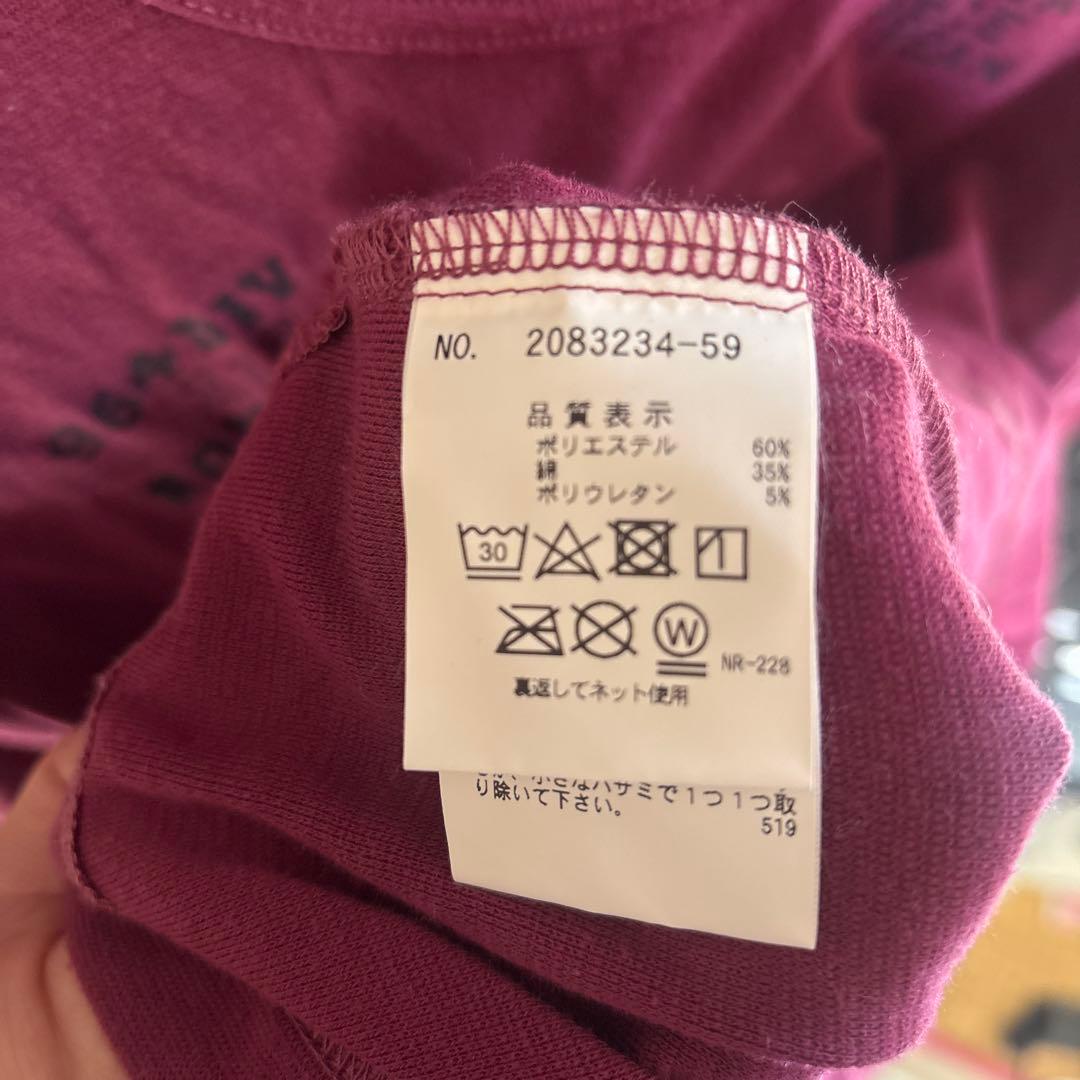 NO. 2083234-59
品質表示
ポリエステル 60%
綿 35%
ポリウレタン 5%
30
W
NR-228
裏返してネット使用
小さなハサミで1つ1つ取
り除いて下さい。
519